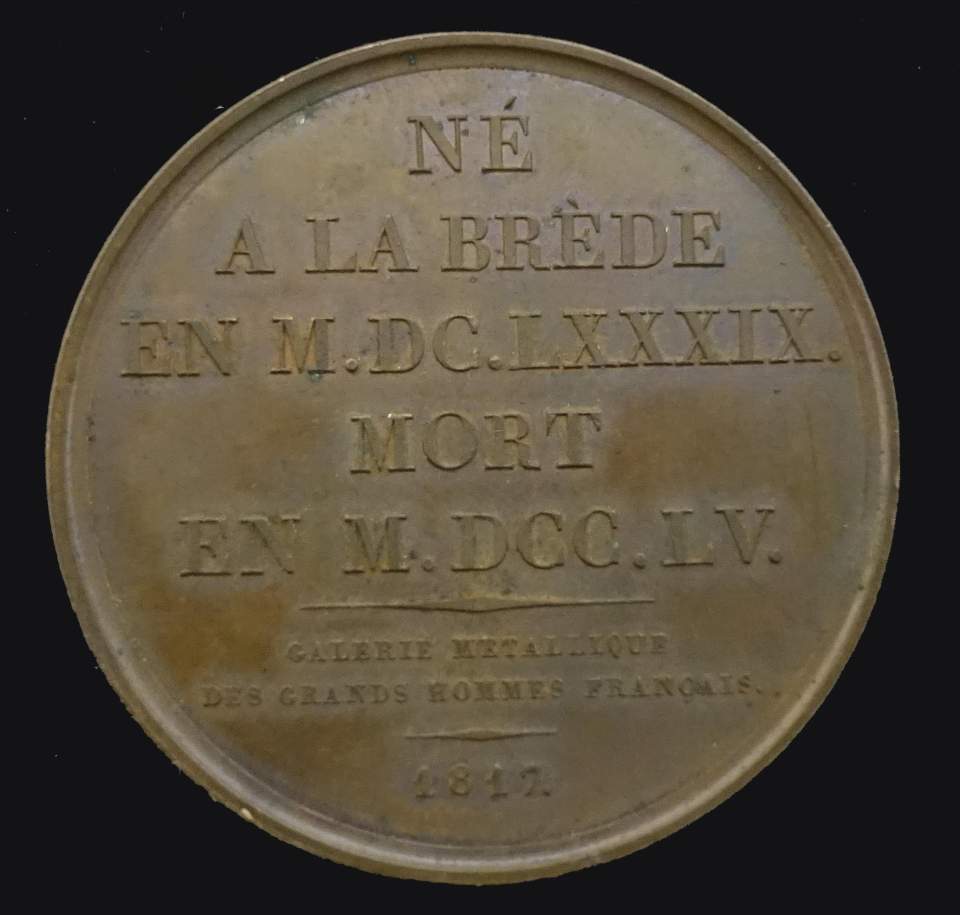 NÉ
A LA BRÈDE
EN M.DC.LXXXIX.
MORT
EN M.DCC.LV.
GALERIE METALLIQUE
DES GRANDS HOMMES FRANÇAIS.
1817.